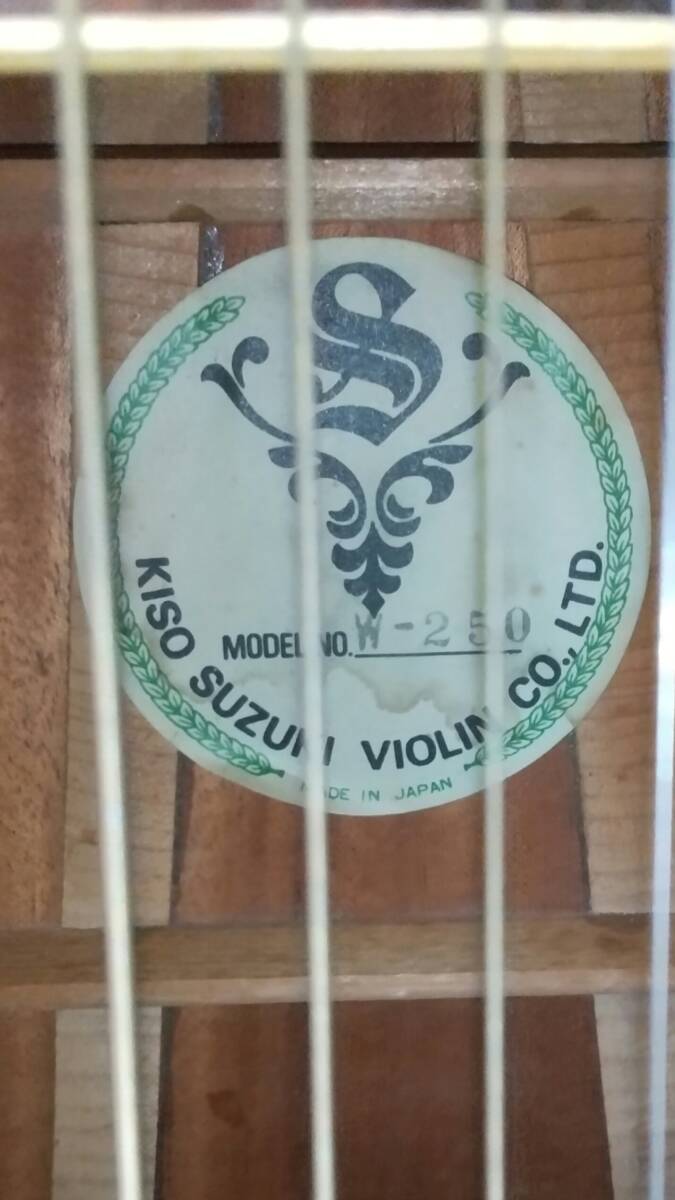 S
MODEL NO. W-250
KISO SUZUKI VIOLIN CO., LTD.
MADE IN JAPAN